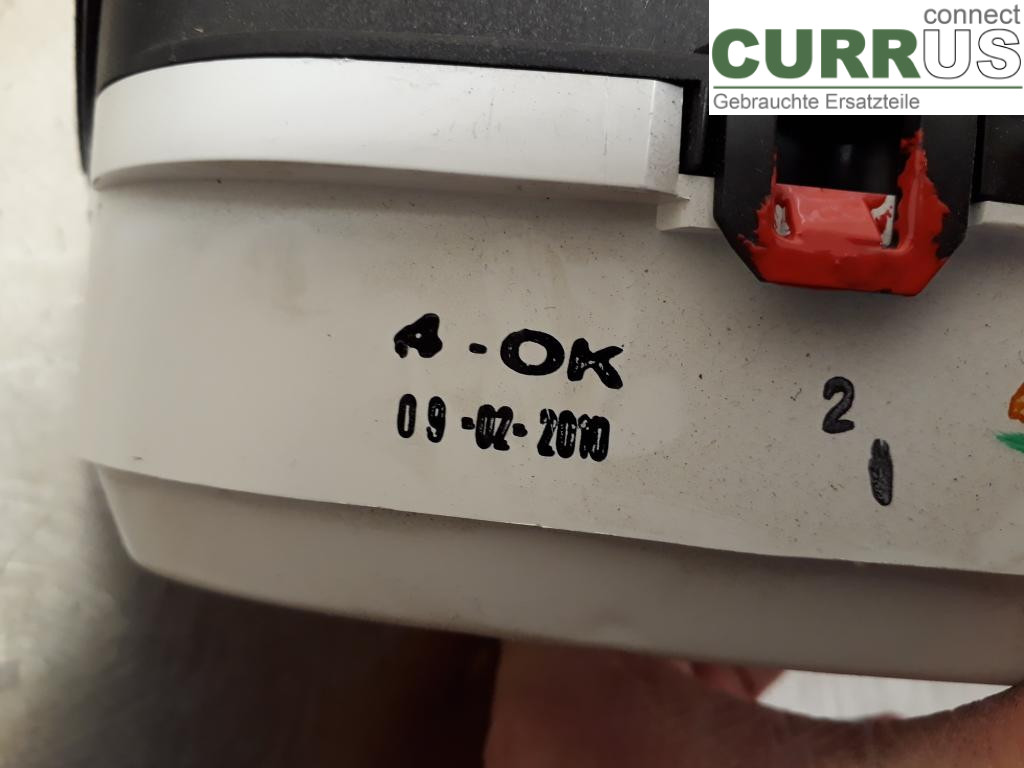 connect
CURRUS
Gebrauchte Ersatzteile
4-OK
09-02-2010
2
1